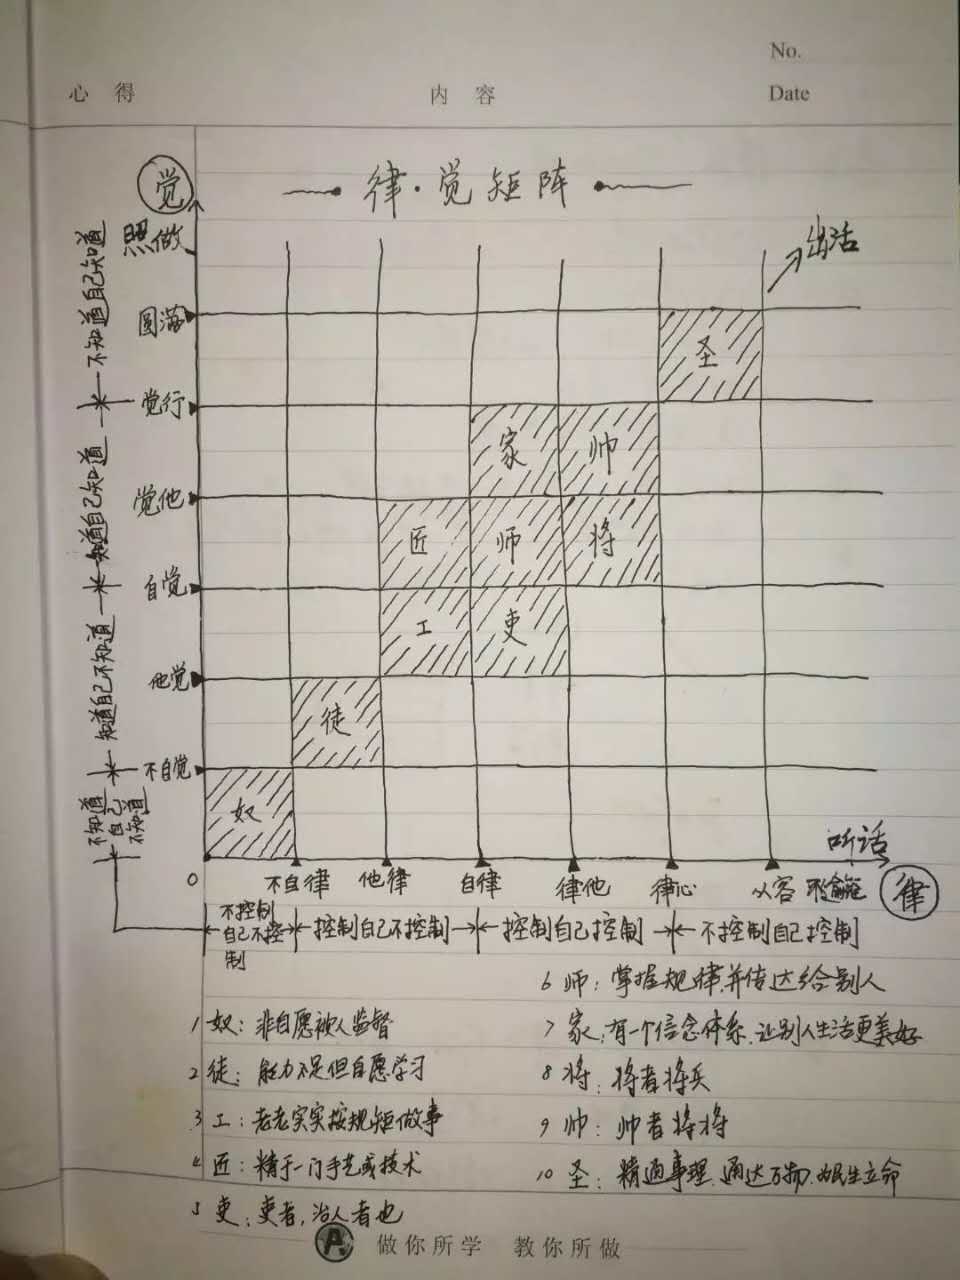 No.
心得
内容
Date
觉
律·觉矩阵
照做
出活
不知道自己知道
圆满
圣
觉行
家
帅
知道自己知道
觉他
匠
师
将
自觉
工
吏
知道自己不知道
他觉
徒
不自觉
不知道
自己
不知道
奴
听话
0
不自律
他律
自律
律他
律心
从容
不逾矩
律
不控制
自己不控
制
控制自己不控制
控制自己控制
不控制自己控制
6 师：掌握规律，并传达给别人
1 奴：非自愿被人监督
7 家：有一个信念体系，让别人生活更美好
2 徒：能力不足但自愿学习
8 将：将者将兵
3 工：老老实实按规矩做事
9 帅：帅者将将
4 匠：精于一门手艺或技术
10 圣：精通事理，通达万物，为民生立命
5 吏：吏者，治人者也
A 做你所学 教你所做